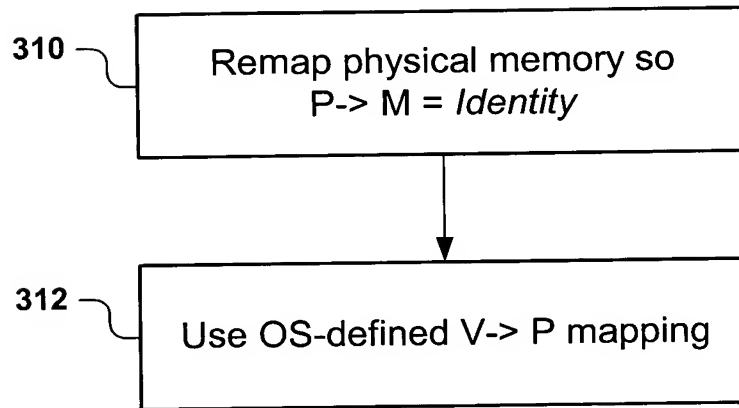 310
Remap physical memory so
P-> M = Identity
312
Use OS-defined V-> P mapping